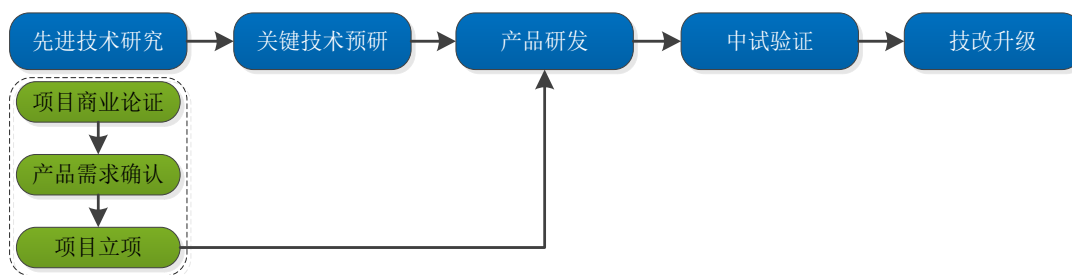 先进技术研究
关键技术预研
产品研发
中试验证
技改升级
项目商业论证
产品需求确认
项目立项